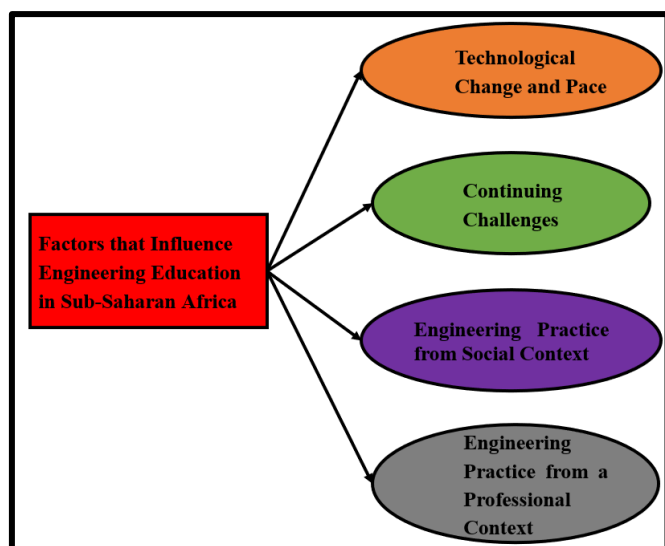 Technological
Change and Pace
Continuing
Challenges
Factors that Influence
Engineering Education
in Sub-Saharan Africa
Engineering Practice
from Social Context
Engineering
Practice from a
Professional
Context